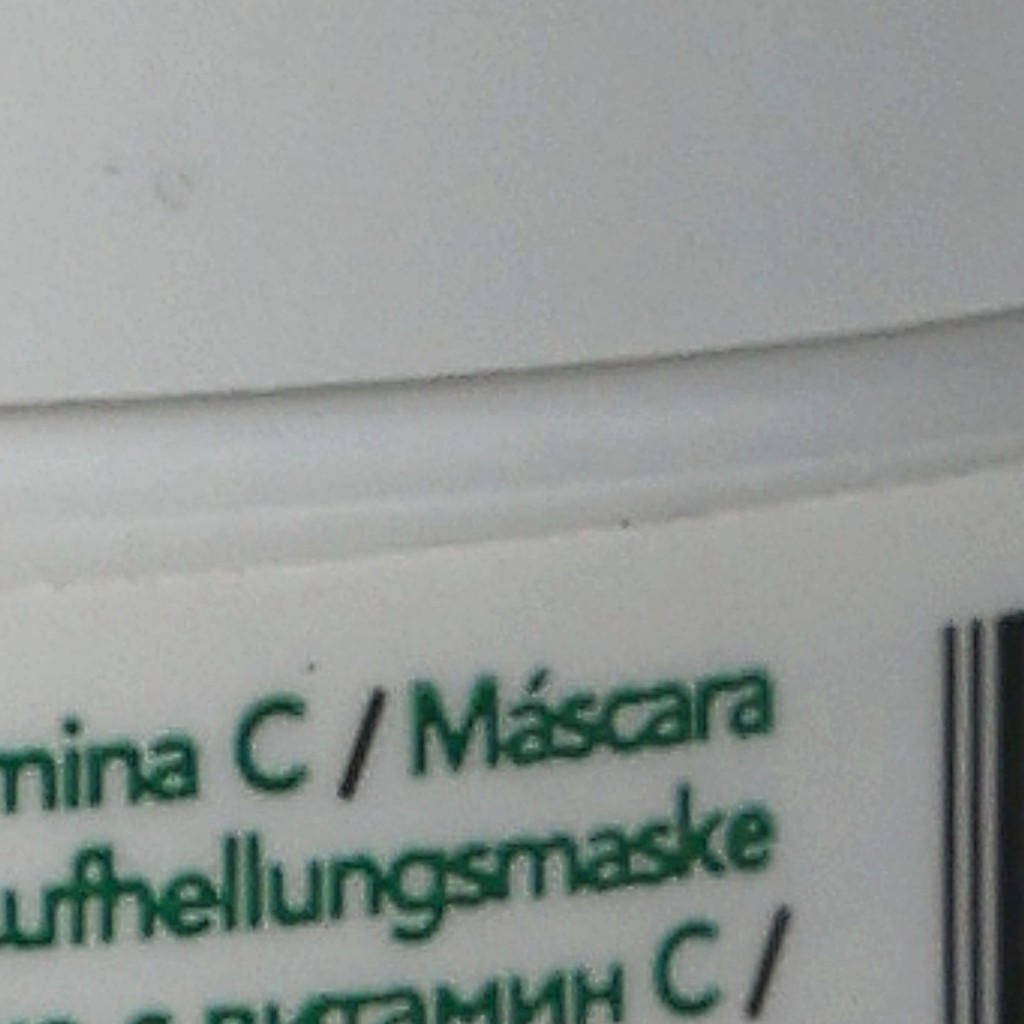 mina C / Máscara
ufhellungsmaske
с витамин C /